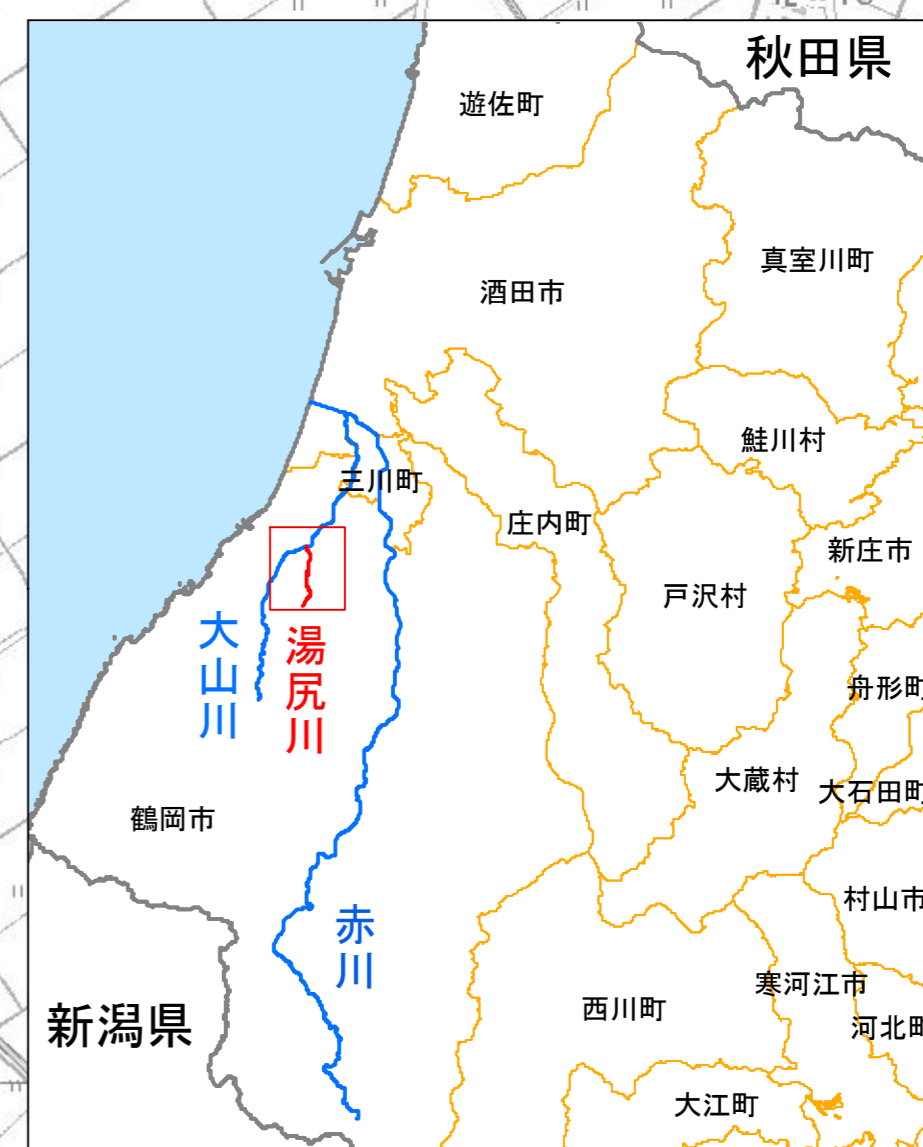 秋田県
遊佐町
真室川町
酒田市
鮭川村
三川町
庄内町
新庄市
戸沢村
大山川
湯尻川
舟形町
大蔵村
大石田町
鶴岡市
村山市
赤川
寒河江市
西川町
新潟県
河北町
大江町